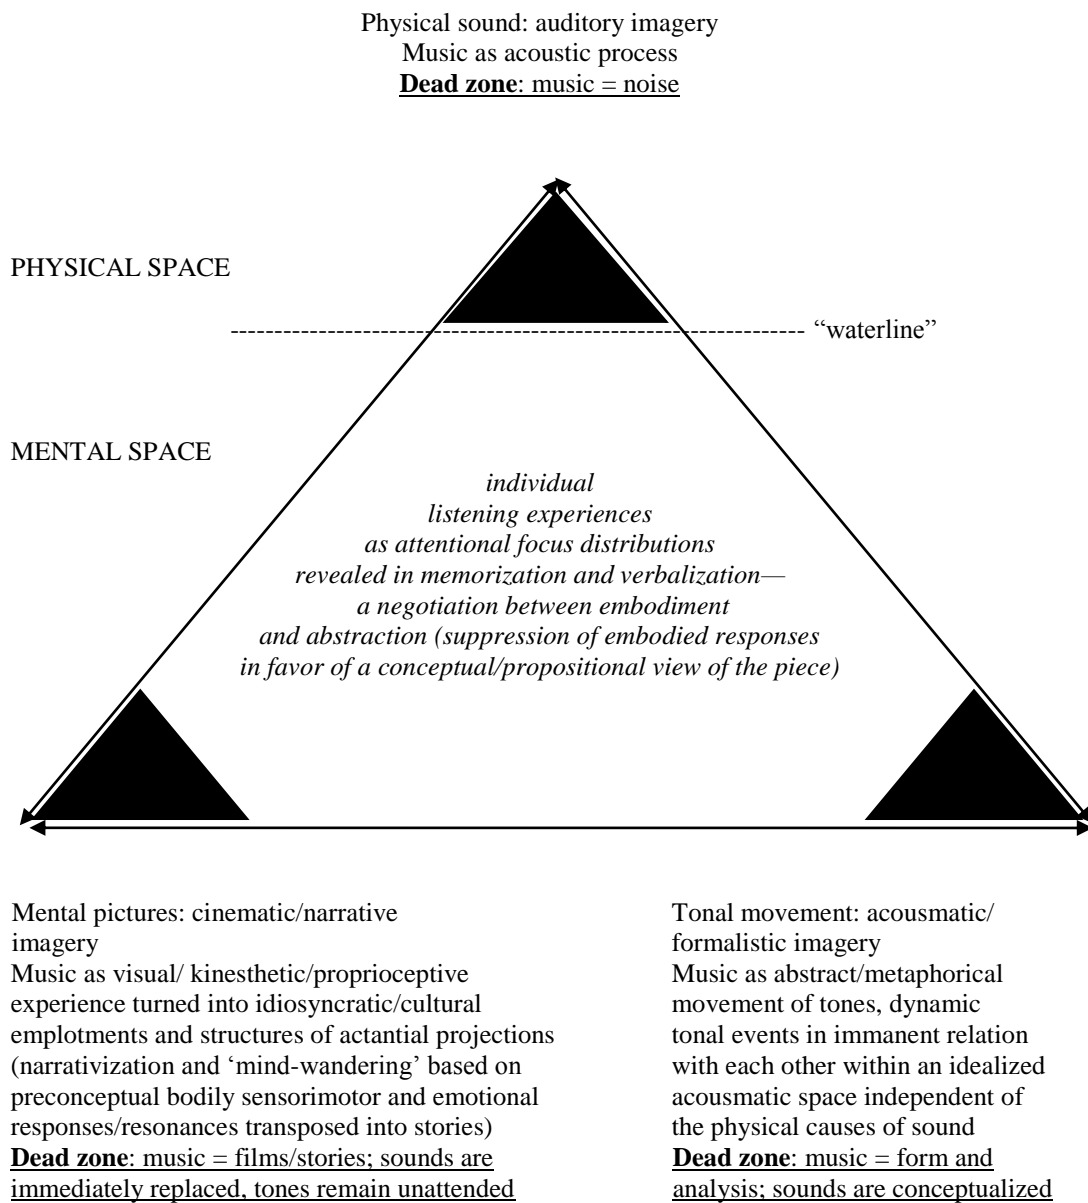 Physical sound: auditory imagery
Music as acoustic process
Dead zone: music = noise
PHYSICAL SPACE
“waterline”
MENTAL SPACE
individual
listening experiences
as attentional focus distributions
revealed in memorization and verbalization—
a negotiation between embodiment
and abstraction (suppression of embodied responses
in favor of a conceptual/propositional view of the piece)
Mental pictures: cinematic/narrative
imagery
Music as visual/ kinesthetic/proprioceptive
experience turned into idiosyncratic/cultural
emplotments and structures of actantial projections
(narrativization and ‘mind-wandering’ based on
preconceptual bodily sensorimotor and emotional
responses/resonances transposed into stories)
Dead zone: music = films/stories; sounds are
immediately replaced, tones remain unattended
Tonal movement: acousmatic/
formalistic imagery
Music as abstract/metaphorical
movement of tones, dynamic
tonal events in immanent relation
with each other within an idealized
acousmatic space independent of
the physical causes of sound
Dead zone: music = form and
analysis; sounds are conceptualized